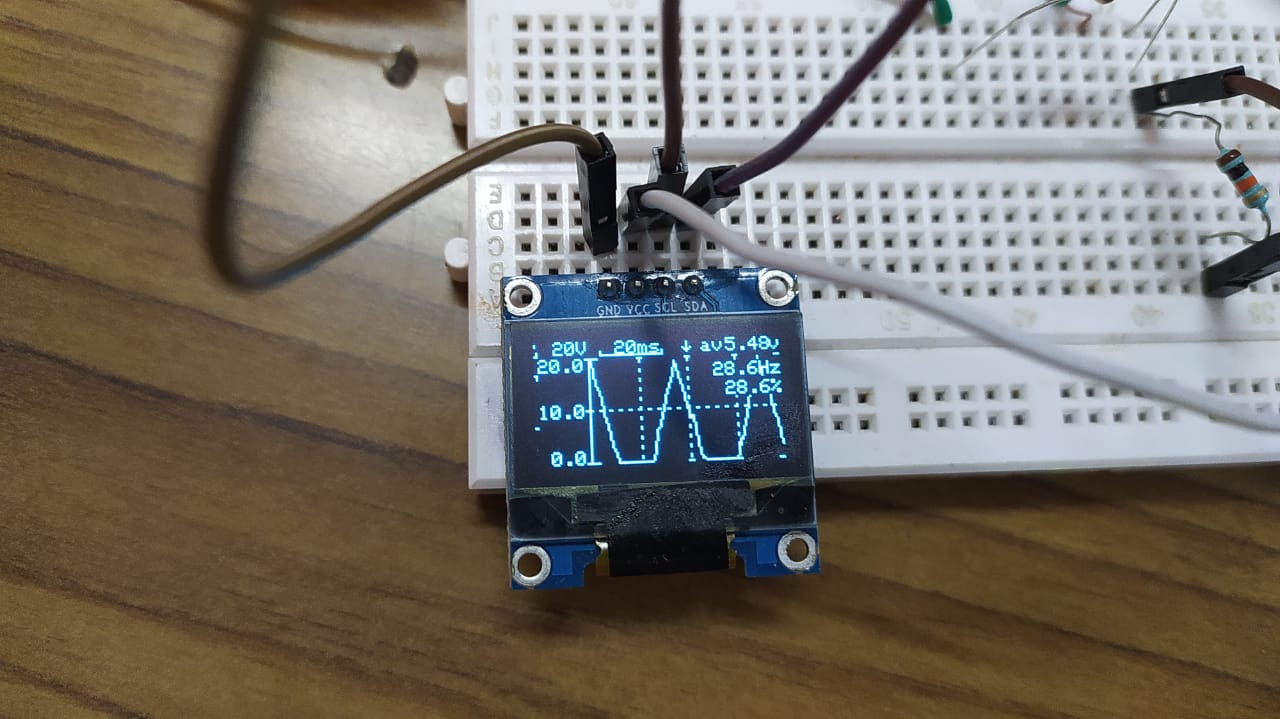 J
E
D
C
B
A
GND VCC SCL SDA
20V 20ms ↓ av5.48v
20.0 28.6Hz
28.6%
10.0
0.0